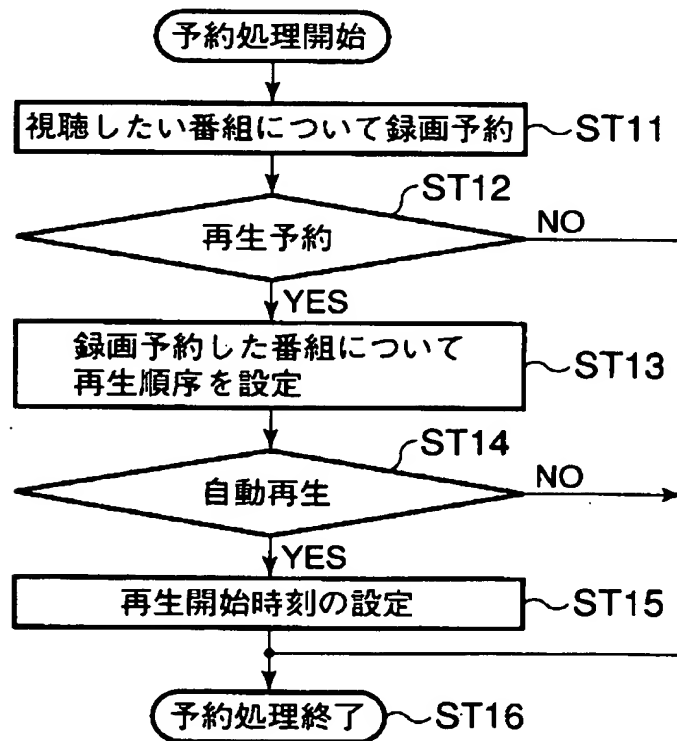 予約処理開始
視聴したい番組について録画予約
ST11
ST12
再生予約
NO
YES
録画予約した番組について
再生順序を設定
ST13
ST14
自動再生
NO
YES
再生開始時刻の設定
ST15
予約処理終了
ST16